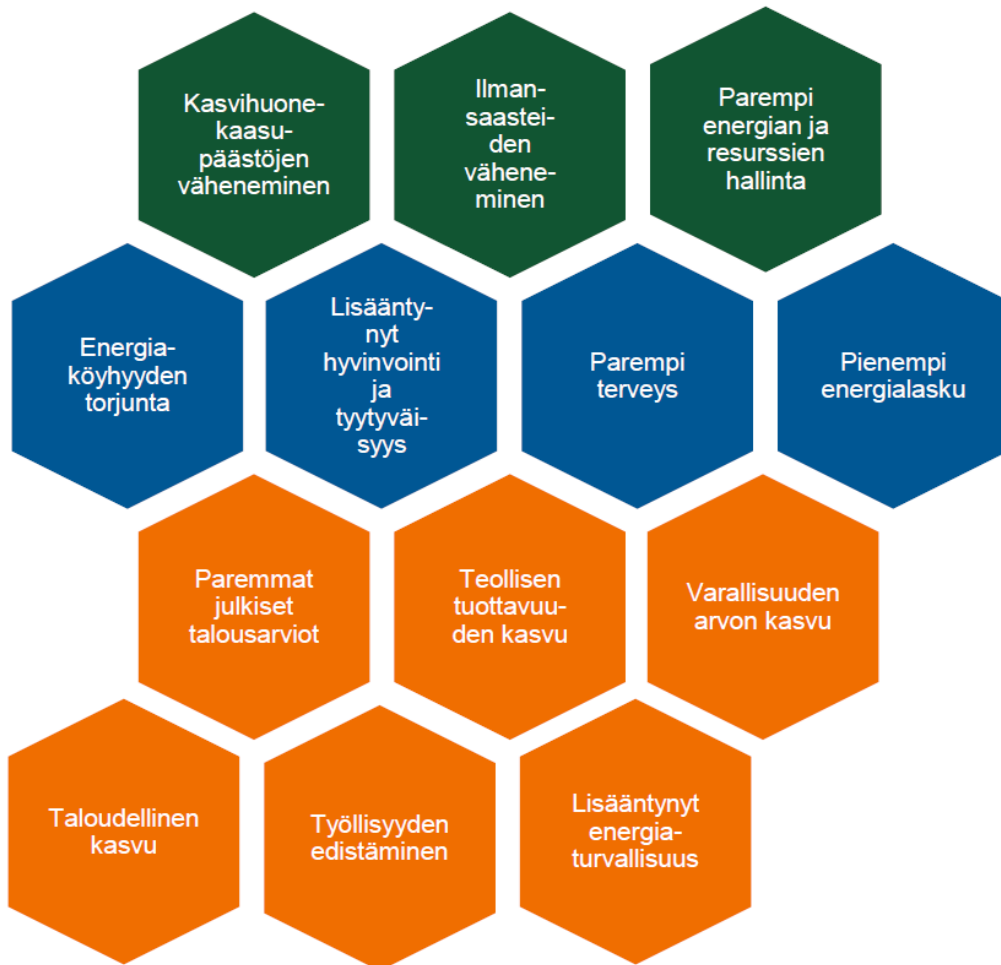 Kasvihuone-
kaasu-
päästöjen
väheneminen
Ilman-
saastei-
den
vähene-
minen
Parempi
energian ja
resurssien
hallinta
Energia-
köyhyyden
torjunta
Lisäänty-
nyt
hyvinvointi
ja
tyytyväi-
syys
Parempi
terveys
Pienempi
energialasku
Paremmat
julkiset
talousarviot
Teollisen
tuottavuu-
den kasvu
Varallisuuden
arvon kasvu
Taloudellinen
kasvu
Työllisyyden
edistäminen
Lisääntynyt
energia-
turvallisuus